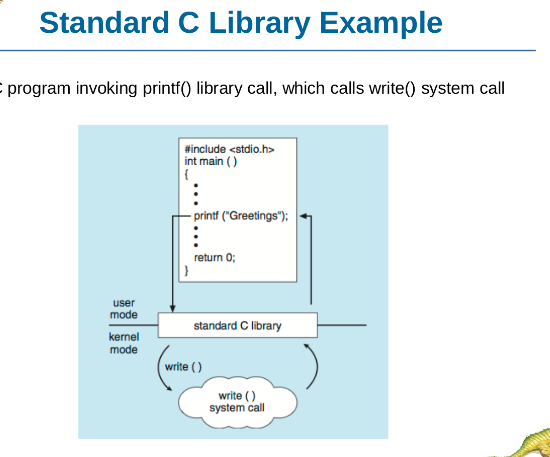 Standard C Library Example
C program invoking printf() library call, which calls write() system call
#include <stdio.h>
int main ( )
{
printf ("Greetings");
return 0;
}
user
mode
standard C library
kernel
mode
write ( )
write ( )
system call